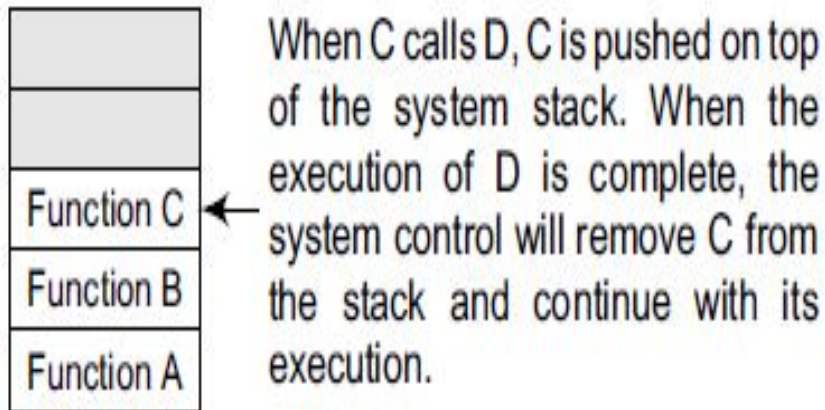 When C calls D, C is pushed on top
of the system stack. When the
execution of D is complete, the
system control will remove C from
the stack and continue with its
execution.
Function C
Function B
Function A